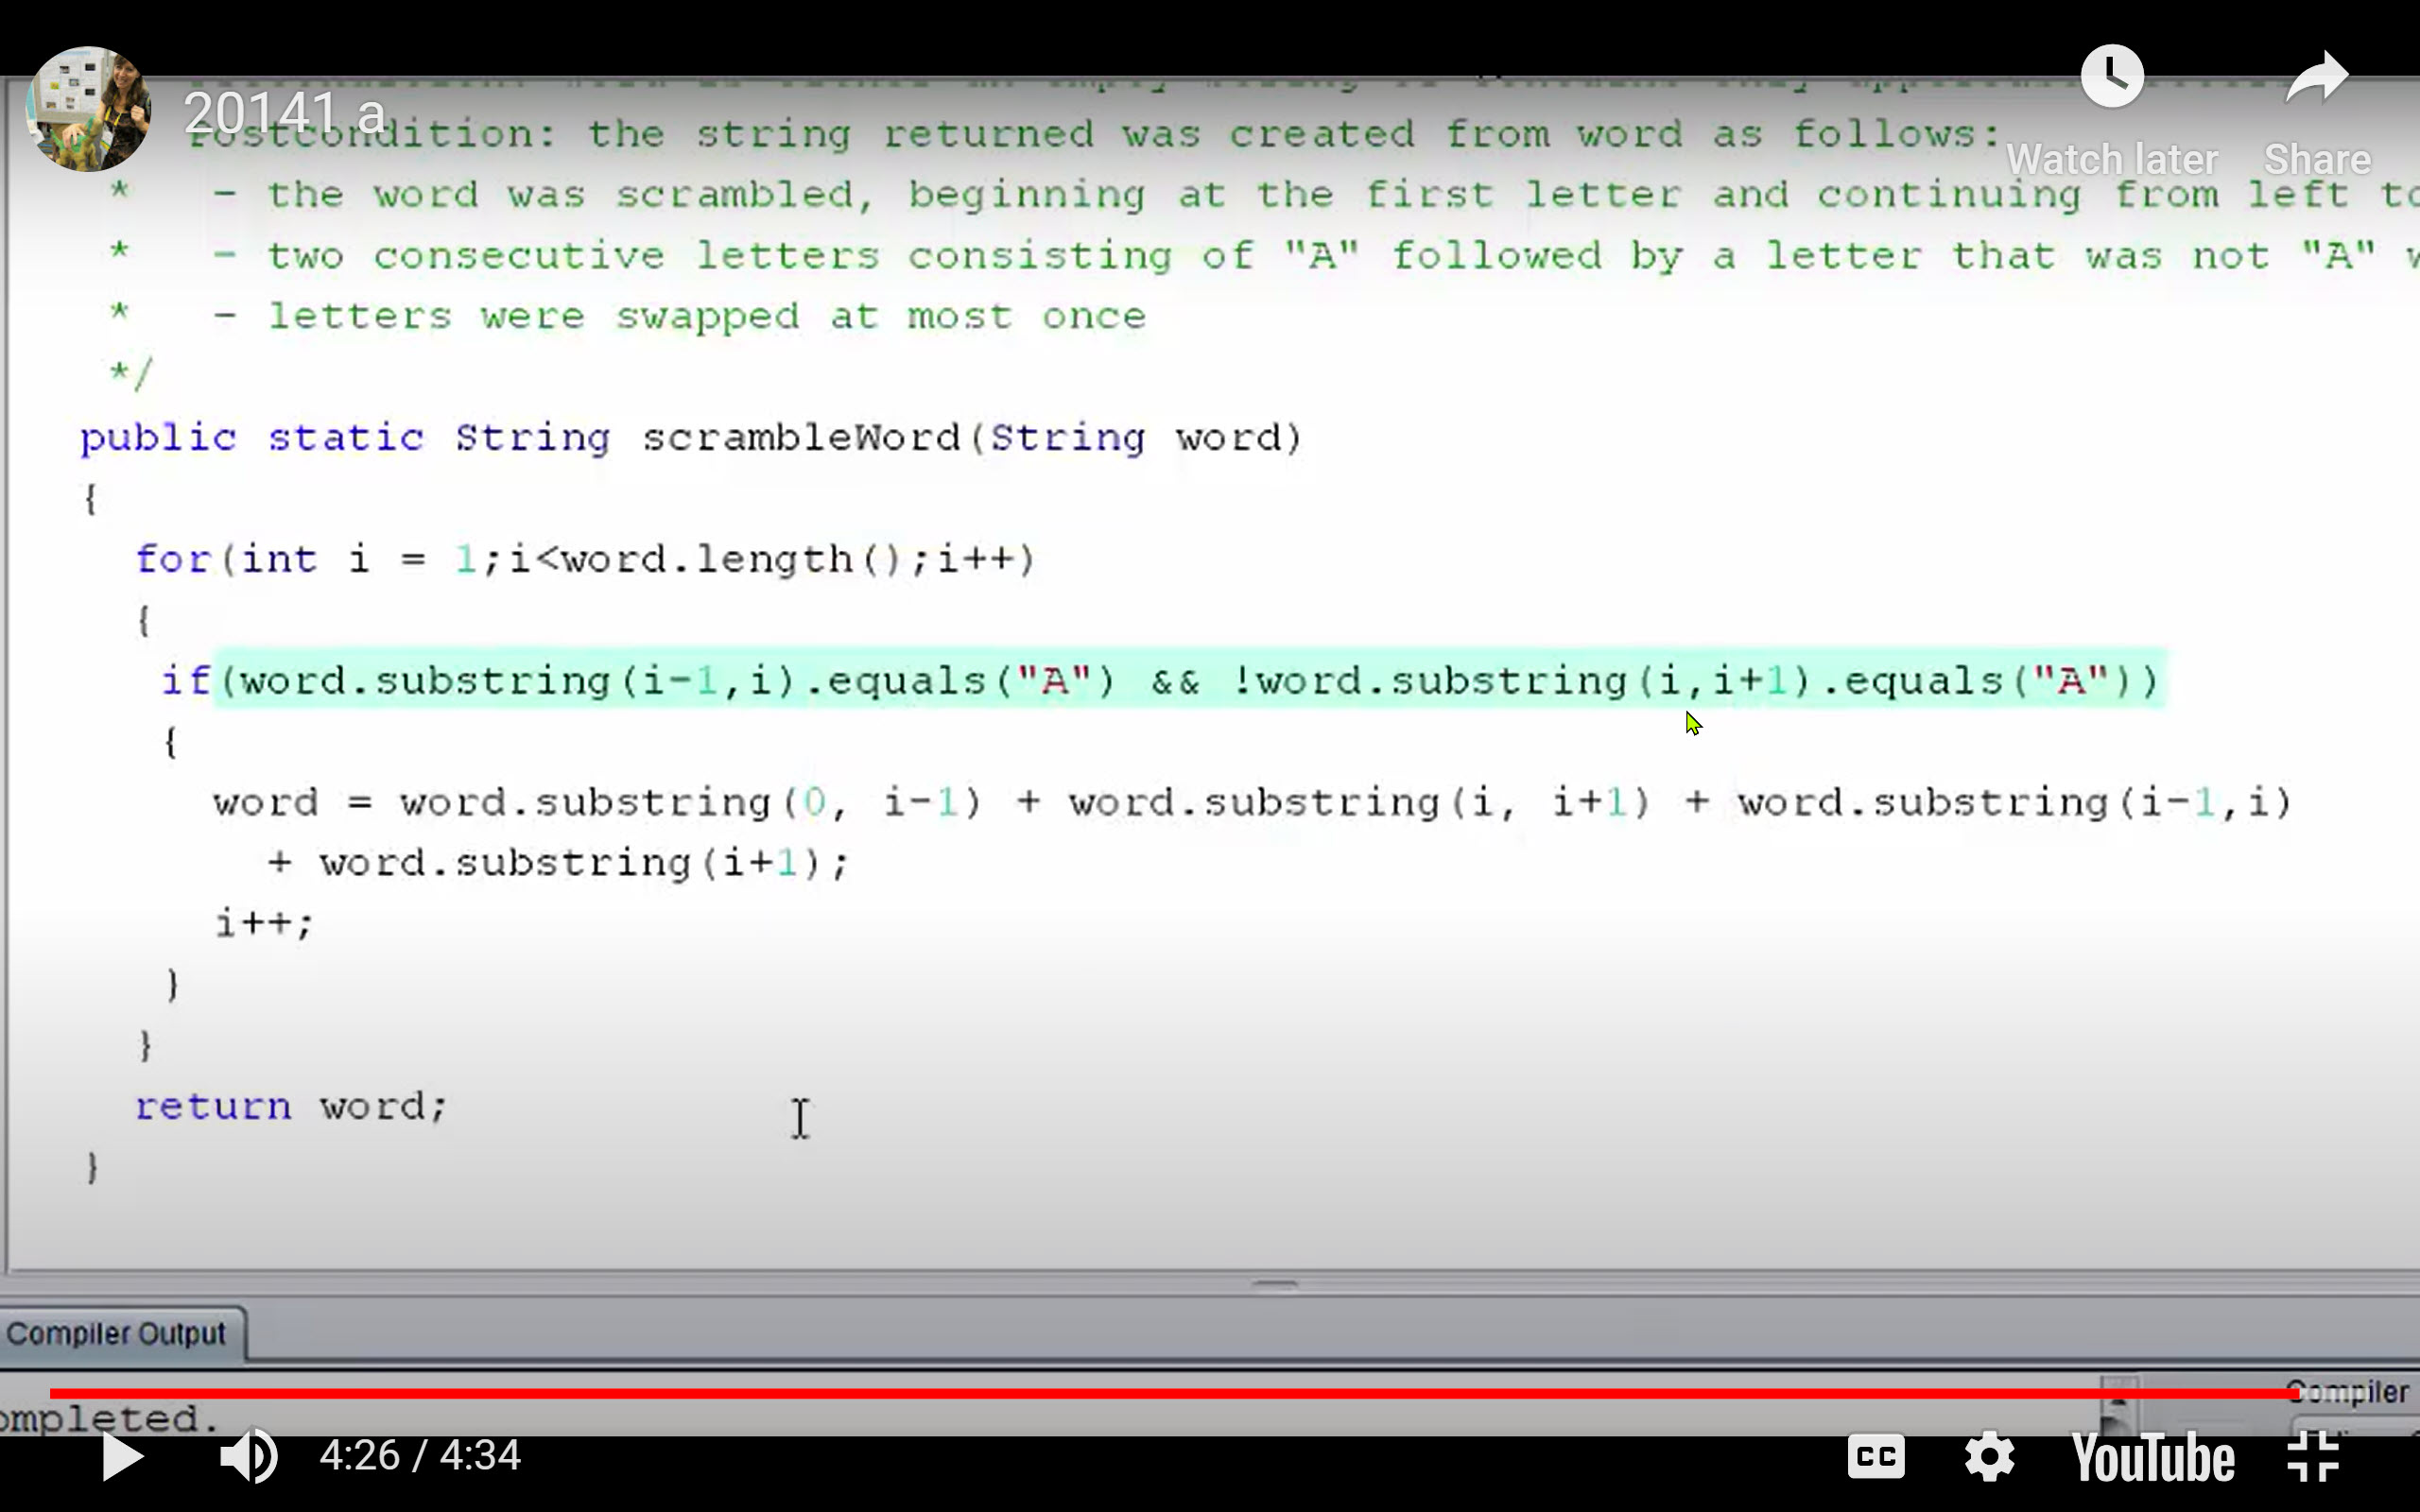 20141 a
Watch later
Share
Postcondition: the string returned was created from word as follows:
* - the word was scrambled, beginning at the first letter and continuing from left
* - two consecutive letters consisting of "A" followed by a letter that was not "A"
* - letters were swapped at most once
*/
public static String scrambleWord(String word)
{
for(int i = 1;i<word.length();i++)
{
if(word.substring(i-1,i).equals("A") && !word.substring(i,i+1).equals("A"))
{
word = word.substring(0, i-1) + word.substring(i, i+1) + word.substring(i-1,i)
+ word.substring(i+1);
i++;
}
}
return word;
}
Compiler Output
Compiler
ompleted.
4:26 / 4:34
CC
YouTube